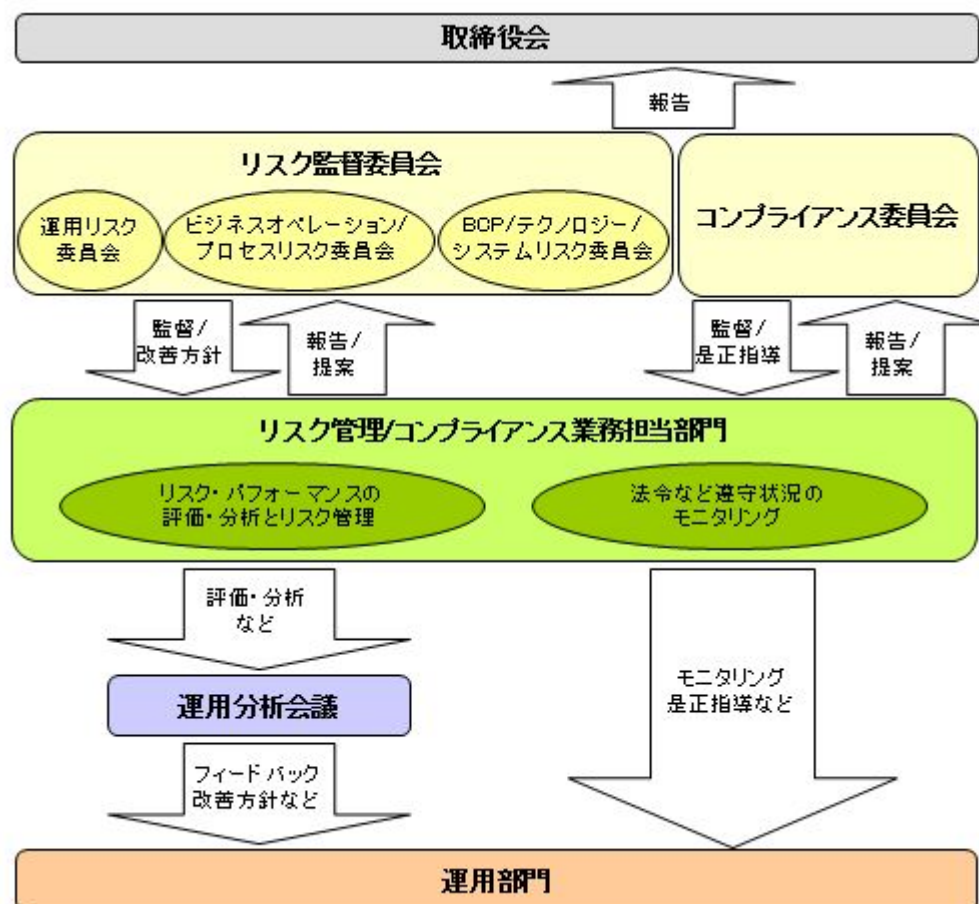 取締役会
報告
リスク監督委員会
運用リスク
委員会
ビジネスオペレーション/
プロセスリスク委員会
BCP/テクノロジー/
システムリスク委員会
コンプライアンス委員会
監督/
改善方針
報告/
提案
監督/
是正指導
報告/
提案
リスク管理/コンプライアンス業務担当部門
リスク・パフォーマンスの
評価・分析とリスク管理
法令など遵守状況の
モニタリング
評価・分析
など
運用分析会議
フィードバック
改善方針など
モニタリング
是正指導など
運用部門